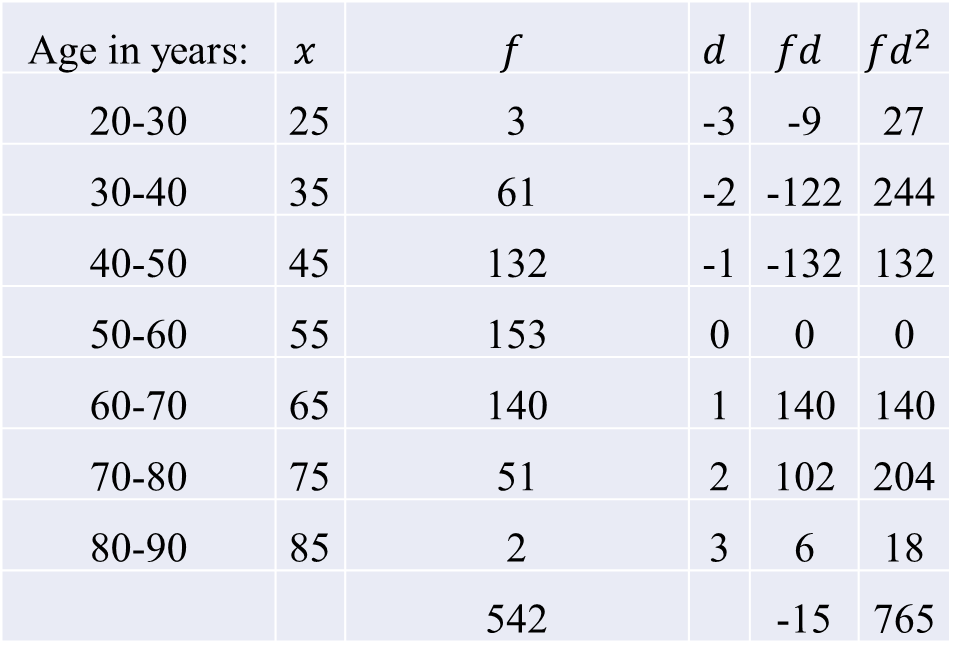 Age in years: x f d fd fd²
20-30 25 3 -3 -9 27
30-40 35 61 -2 -122 244
40-50 45 132 -1 -132 132
50-60 55 153 0 0 0
60-70 65 140 1 140 140
70-80 75 51 2 102 204
80-90 85 2 3 6 18
542 -15 765